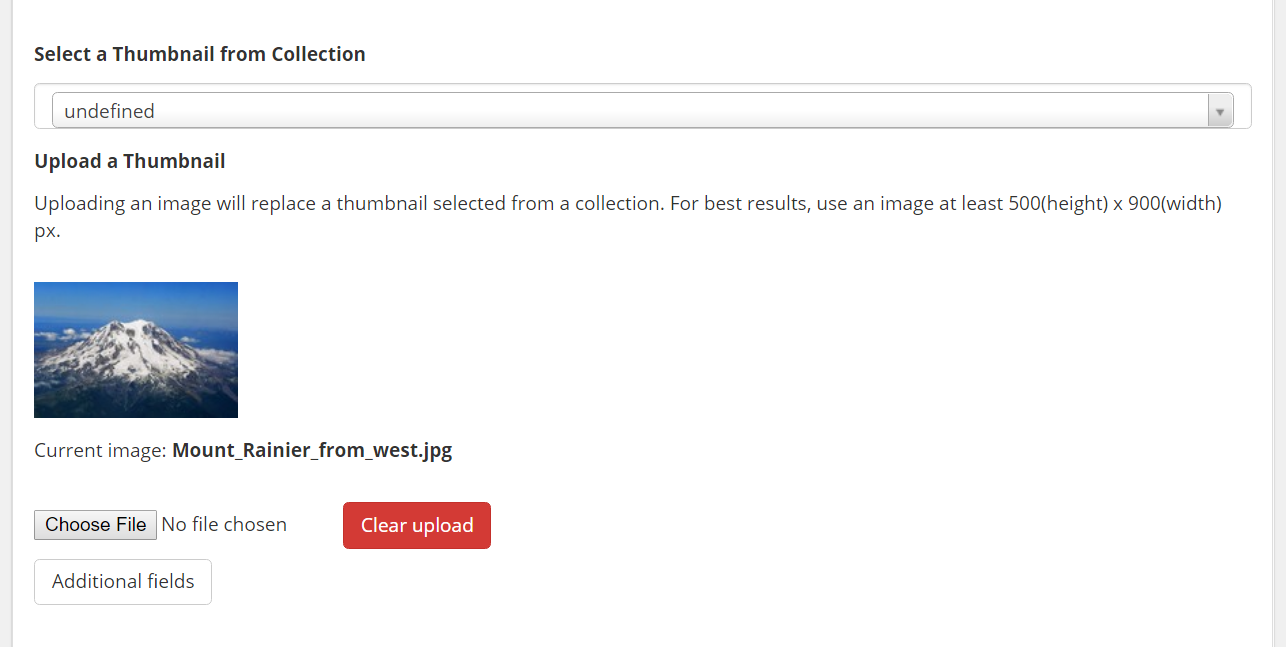 Select a Thumbnail from Collection
undefined
Upload a Thumbnail
Uploading an image will replace a thumbnail selected from a collection. For best results, use an image at least 500(height) x 900(width)
px.
Current image: Mount_Rainier_from_west.jpg
Choose File No file chosen Clear upload
Additional fields